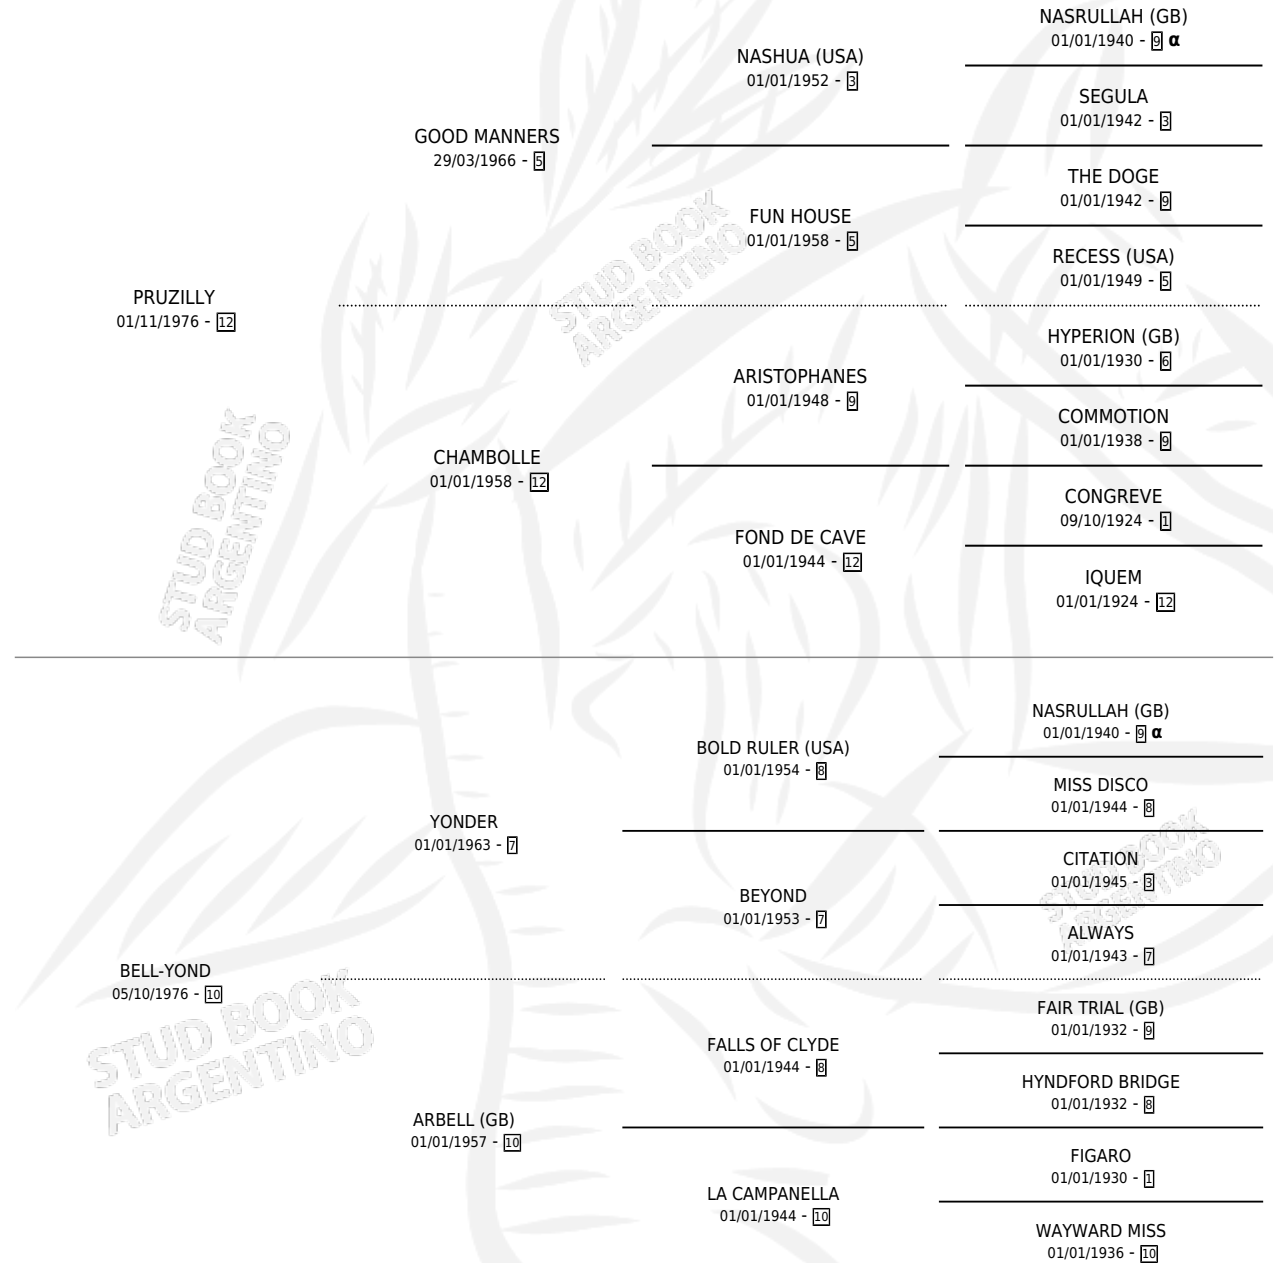 NASRULLAH (GB)
01/01/1940 - 9 α
NASHUA (USA)
01/01/1952 - 3
SEGULA
01/01/1942 - 3
GOOD MANNERS
29/03/1966 - 5
THE DOGE
01/01/1942 - 9
FUN HOUSE
01/01/1958 - 5
RECESS (USA)
01/01/1949 - 5
PRUZILLY
01/11/1976 - 12
HYPERION (GB)
01/01/1930 - 6
ARISTOPHANES
01/01/1948 - 9
COMMOTION
01/01/1938 - 9
CHAMBOLLE
01/01/1958 - 12
CONGREVE
09/10/1924 - 1
FOND DE CAVE
01/01/1944 - 12
IQUEM
01/01/1924 - 12
NASRULLAH (GB)
01/01/1940 - 9 α
BOLD RULER (USA)
01/01/1954 - 8
MISS DISCO
01/01/1944 - 8
YONDER
01/01/1963 - 7
CITATION
01/01/1945 - 3
BEYOND
01/01/1953 - 7
ALWAYS
01/01/1943 - 7
BELL-YOND
05/10/1976 - 10
FAIR TRIAL (GB)
01/01/1932 - 9
FALLS OF CLYDE
01/01/1944 - 8
HYNDFORD BRIDGE
01/01/1932 - 8
ARBELL (GB)
01/01/1957 - 10
FIGARO
01/01/1930 - 1
LA CAMPANELLA
01/01/1944 - 10
WAYWARD MISS
01/01/1936 - 10
STUD BOOK
ARGENTINO
STUD BOOK
ARGENTINO
STUD BOOK
ARGENTINO
STUD BOOK
ARGENTINO